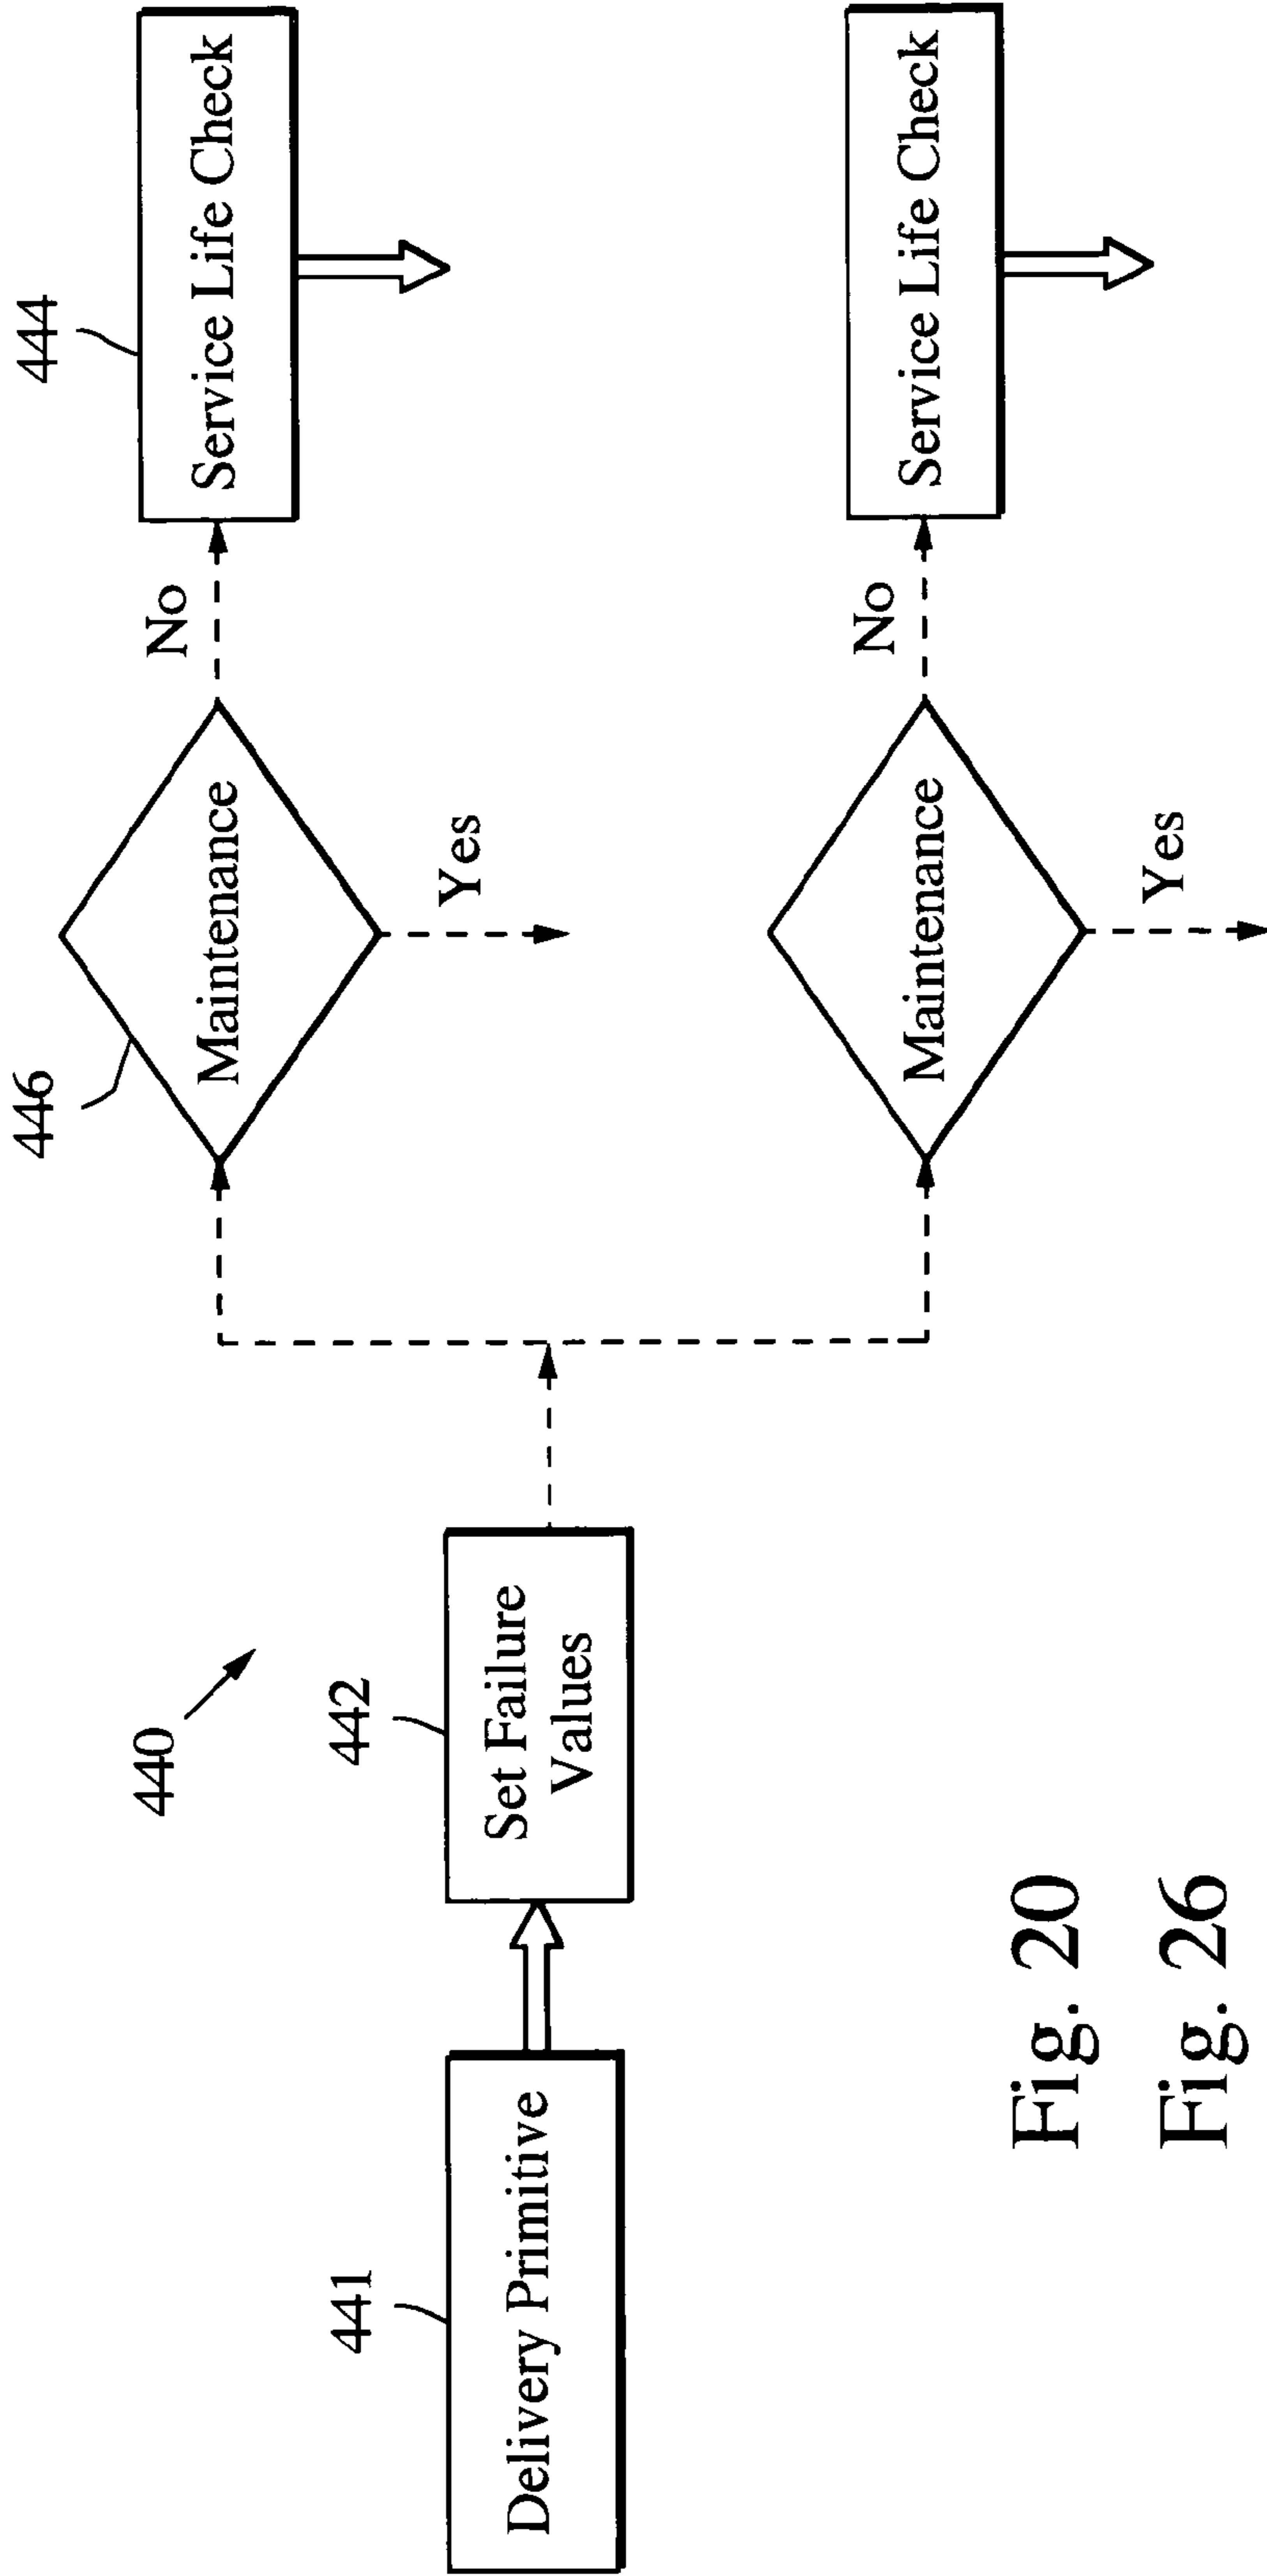 440
441
Delivery Primitive
442
Set Failure
Values
446
Maintenance
No
444
Service Life Check
Yes
Maintenance
No
Service Life Check
Yes
Fig. 20
Fig. 26